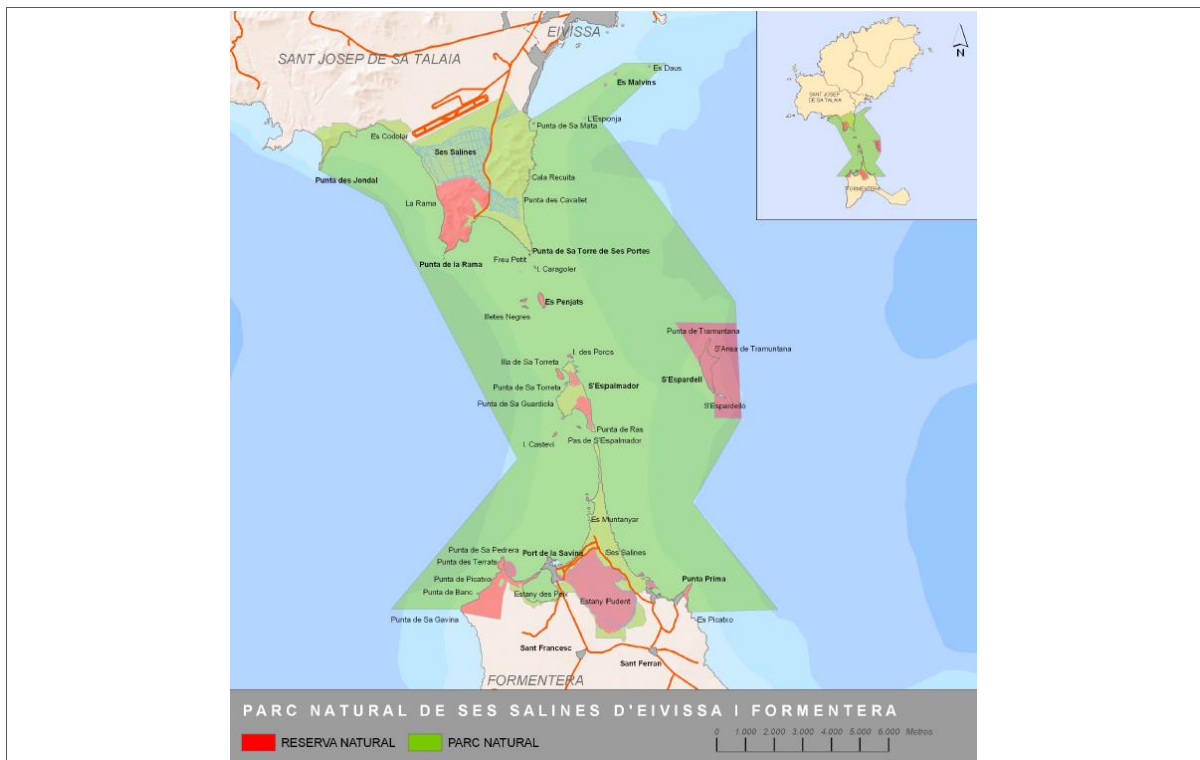 EIVISSA
SANT JOSEP DE SA TALAIA
Es Daus
Es Malvins
N
SANT JOSEP
DE SA TALAIA
FORMENTERA
L'Esponja
Punta de Sa Mata
Es Codolar
Ses Salines
Punta des Jondal
Cala Recuita
La Rama
Punta des Cavallet
Punta de Sa Torre de Ses Portes
Freu Petit
Punta de la Rama
I. Caragoler
Es Penjats
Illetes Negres
Punta de Tramuntana
S'Ansa de Tramuntana
I. des Porcs
Illa de Sa Torreta
S'Espardell
Punta de Sa Torreta
S'Espalmador
Punta de Sa Guardiola
S'Espardelló
Punta de Ras
I. Castevi
Pas de S'Espalmador
Es Muntanyar
Punta de Sa Pedrera
Port de la Savina
Ses Salines
Punta des Terrats
Punta de Picatxo
Punta Prima
Punta de Banc
Estany des Peix
Estany Pudent
Punta de Sa Gavina
Es Picatxo
Sant Francesc
Sant Ferran
FORMENTERA
PARC NATURAL DE SES SALINES D'EIVISSA I FORMENTERA
RESERVA NATURAL
PARC NATURAL
0 1.000 2.000 3.000 4.000 5.000 6.000 Metros